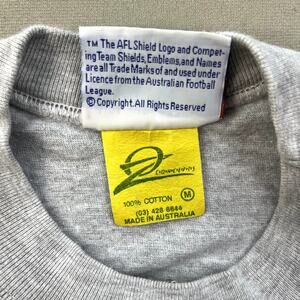 ™ The AFL Shield Logo and Compet-
ing Team Shields, Emblems, and Names
are all Trade Marks of and used under
Licence from the Australian Football
League.
© Copyright. All Rights Reserved
100% COTTON M
(03) 428 6644
MADE IN AUSTRALIA